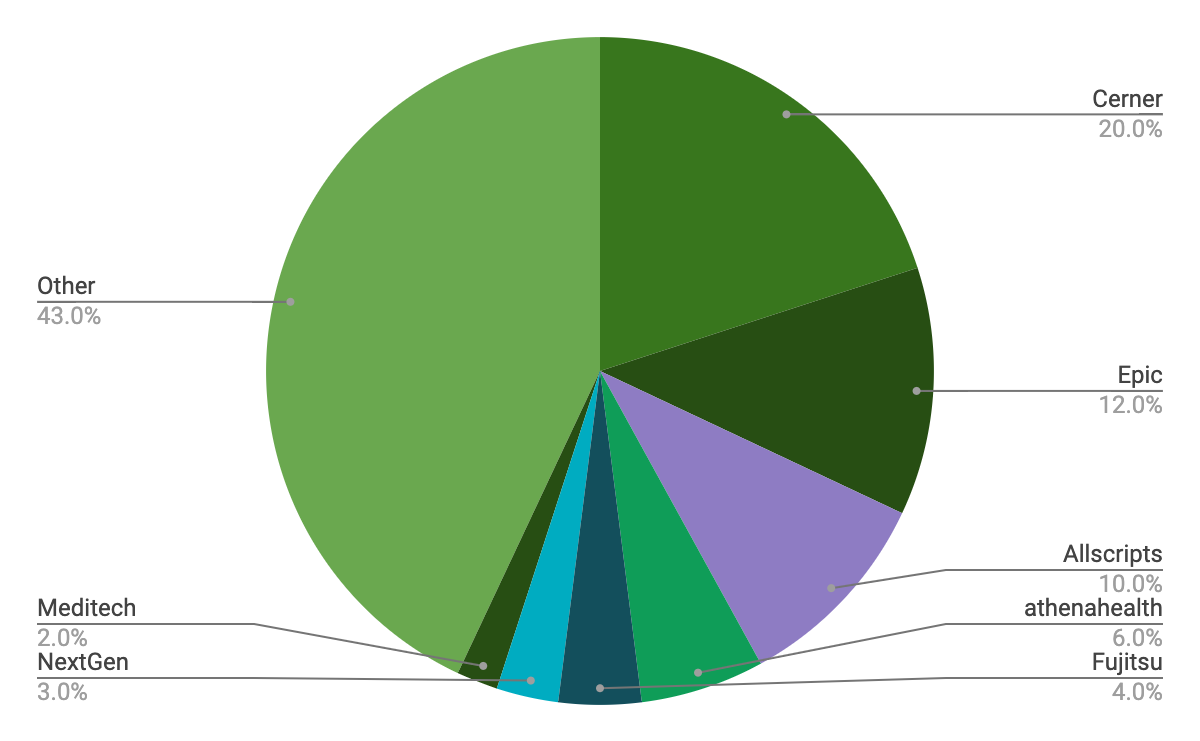 Cerner
20.0%
Other
43.0%
Epic
12.0%
Allscripts
10.0%
Meditech
2.0%
athenahealth
6.0%
NextGen
3.0%
Fujitsu
4.0%